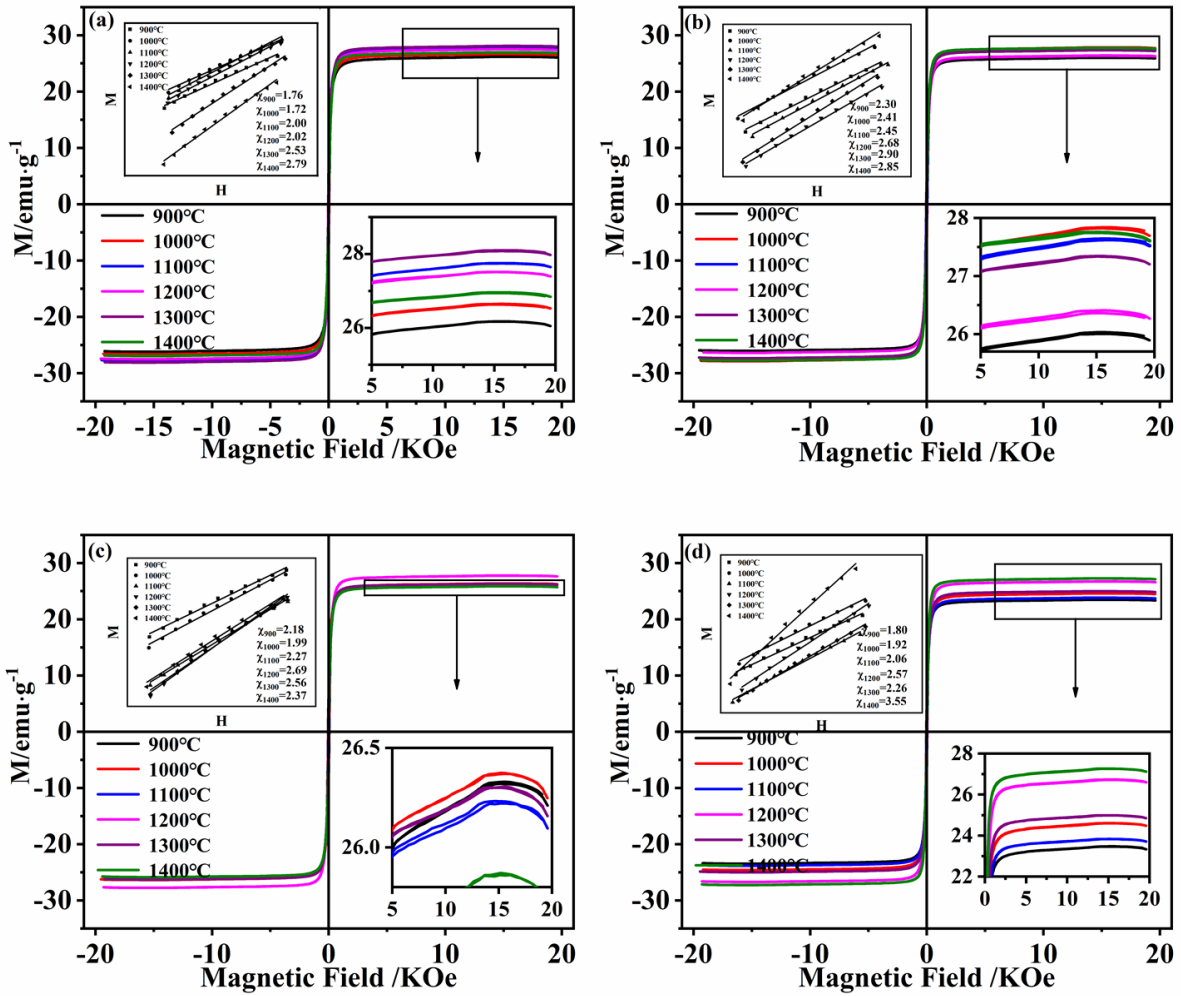 (a)
30
20
10
0
-10
-20
-30
M/emu·g⁻¹
-20
-15
-10
-5
0
5
10
15
20
Magnetic Field /KOe
M
H
900℃
1000℃
1100℃
1200℃
1300℃
1400℃
χ₉₀₀=1.76
χ₁₀₀₀=1.72
χ₁₁₀₀=2.00
χ₁₂₀₀=2.02
χ₁₃₀₀=2.53
χ₁₄₀₀=2.79
900℃
1000℃
1100℃
1200℃
1300℃
1400℃
28
26
5
10
15
20
(b)
30
20
10
0
-10
-20
-30
M/emu·g⁻¹
-20
-10
0
10
20
Magnetic Field /KOe
M
H
900℃
1000℃
1100℃
1200℃
1300℃
1400℃
χ₉₀₀=2.30
χ₁₀₀₀=2.41
χ₁₁₀₀=2.45
χ₁₂₀₀=2.68
χ₁₃₀₀=2.90
χ₁₄₀₀=2.85
900℃
1000℃
1100℃
1200℃
1300℃
1400℃
28
27
26
5
10
15
20
(c)
30
20
10
0
-10
-20
-30
M/emu·g⁻¹
-20
-10
0
10
20
Magnetic Field /KOe
M
H
900℃
1000℃
1100℃
1200℃
1300℃
1400℃
χ₉₀₀=2.18
χ₁₀₀₀=1.99
χ₁₁₀₀=2.27
χ₁₂₀₀=2.69
χ₁₃₀₀=2.56
χ₁₄₀₀=2.37
900℃
1000℃
1100℃
1200℃
1300℃
1400℃
26.5
26.0
5
10
15
20
(d)
30
20
10
0
-10
-20
-30
M/emu·g⁻¹
-20
-10
0
10
20
Magnetic Field /KOe
M
H
900℃
1000℃
1100℃
1200℃
1300℃
1400℃
χ₉₀₀=1.80
χ₁₀₀₀=1.92
χ₁₁₀₀=2.06
χ₁₂₀₀=2.57
χ₁₃₀₀=2.26
χ₁₄₀₀=3.55
900℃
1000℃
1100℃
1200℃
1300℃
1400℃
28
26
24
22
0
5
10
15
20